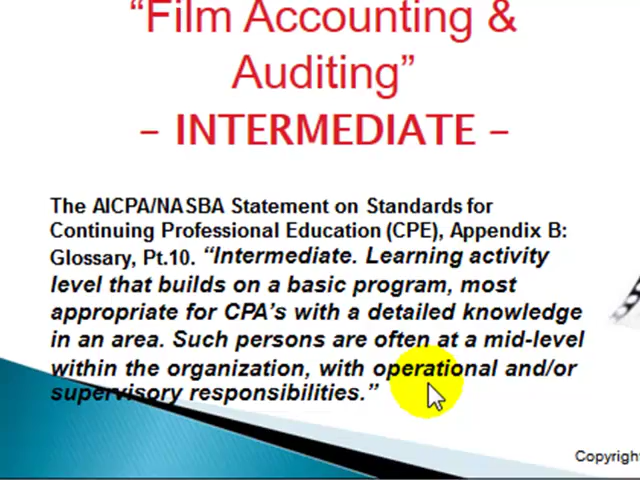 “Film Accounting &
Auditing”
– INTERMEDIATE –
The AICPA/NASBA Statement on Standards for
Continuing Professional Education (CPE), Appendix B:
Glossary, Pt.10. “Intermediate. Learning activity
level that builds on a basic program, most
appropriate for CPA’s with a detailed knowledge
in an area. Such persons are often at a mid-level
within the organization, with operational and/or
supervisory responsibilities.”
Copyright